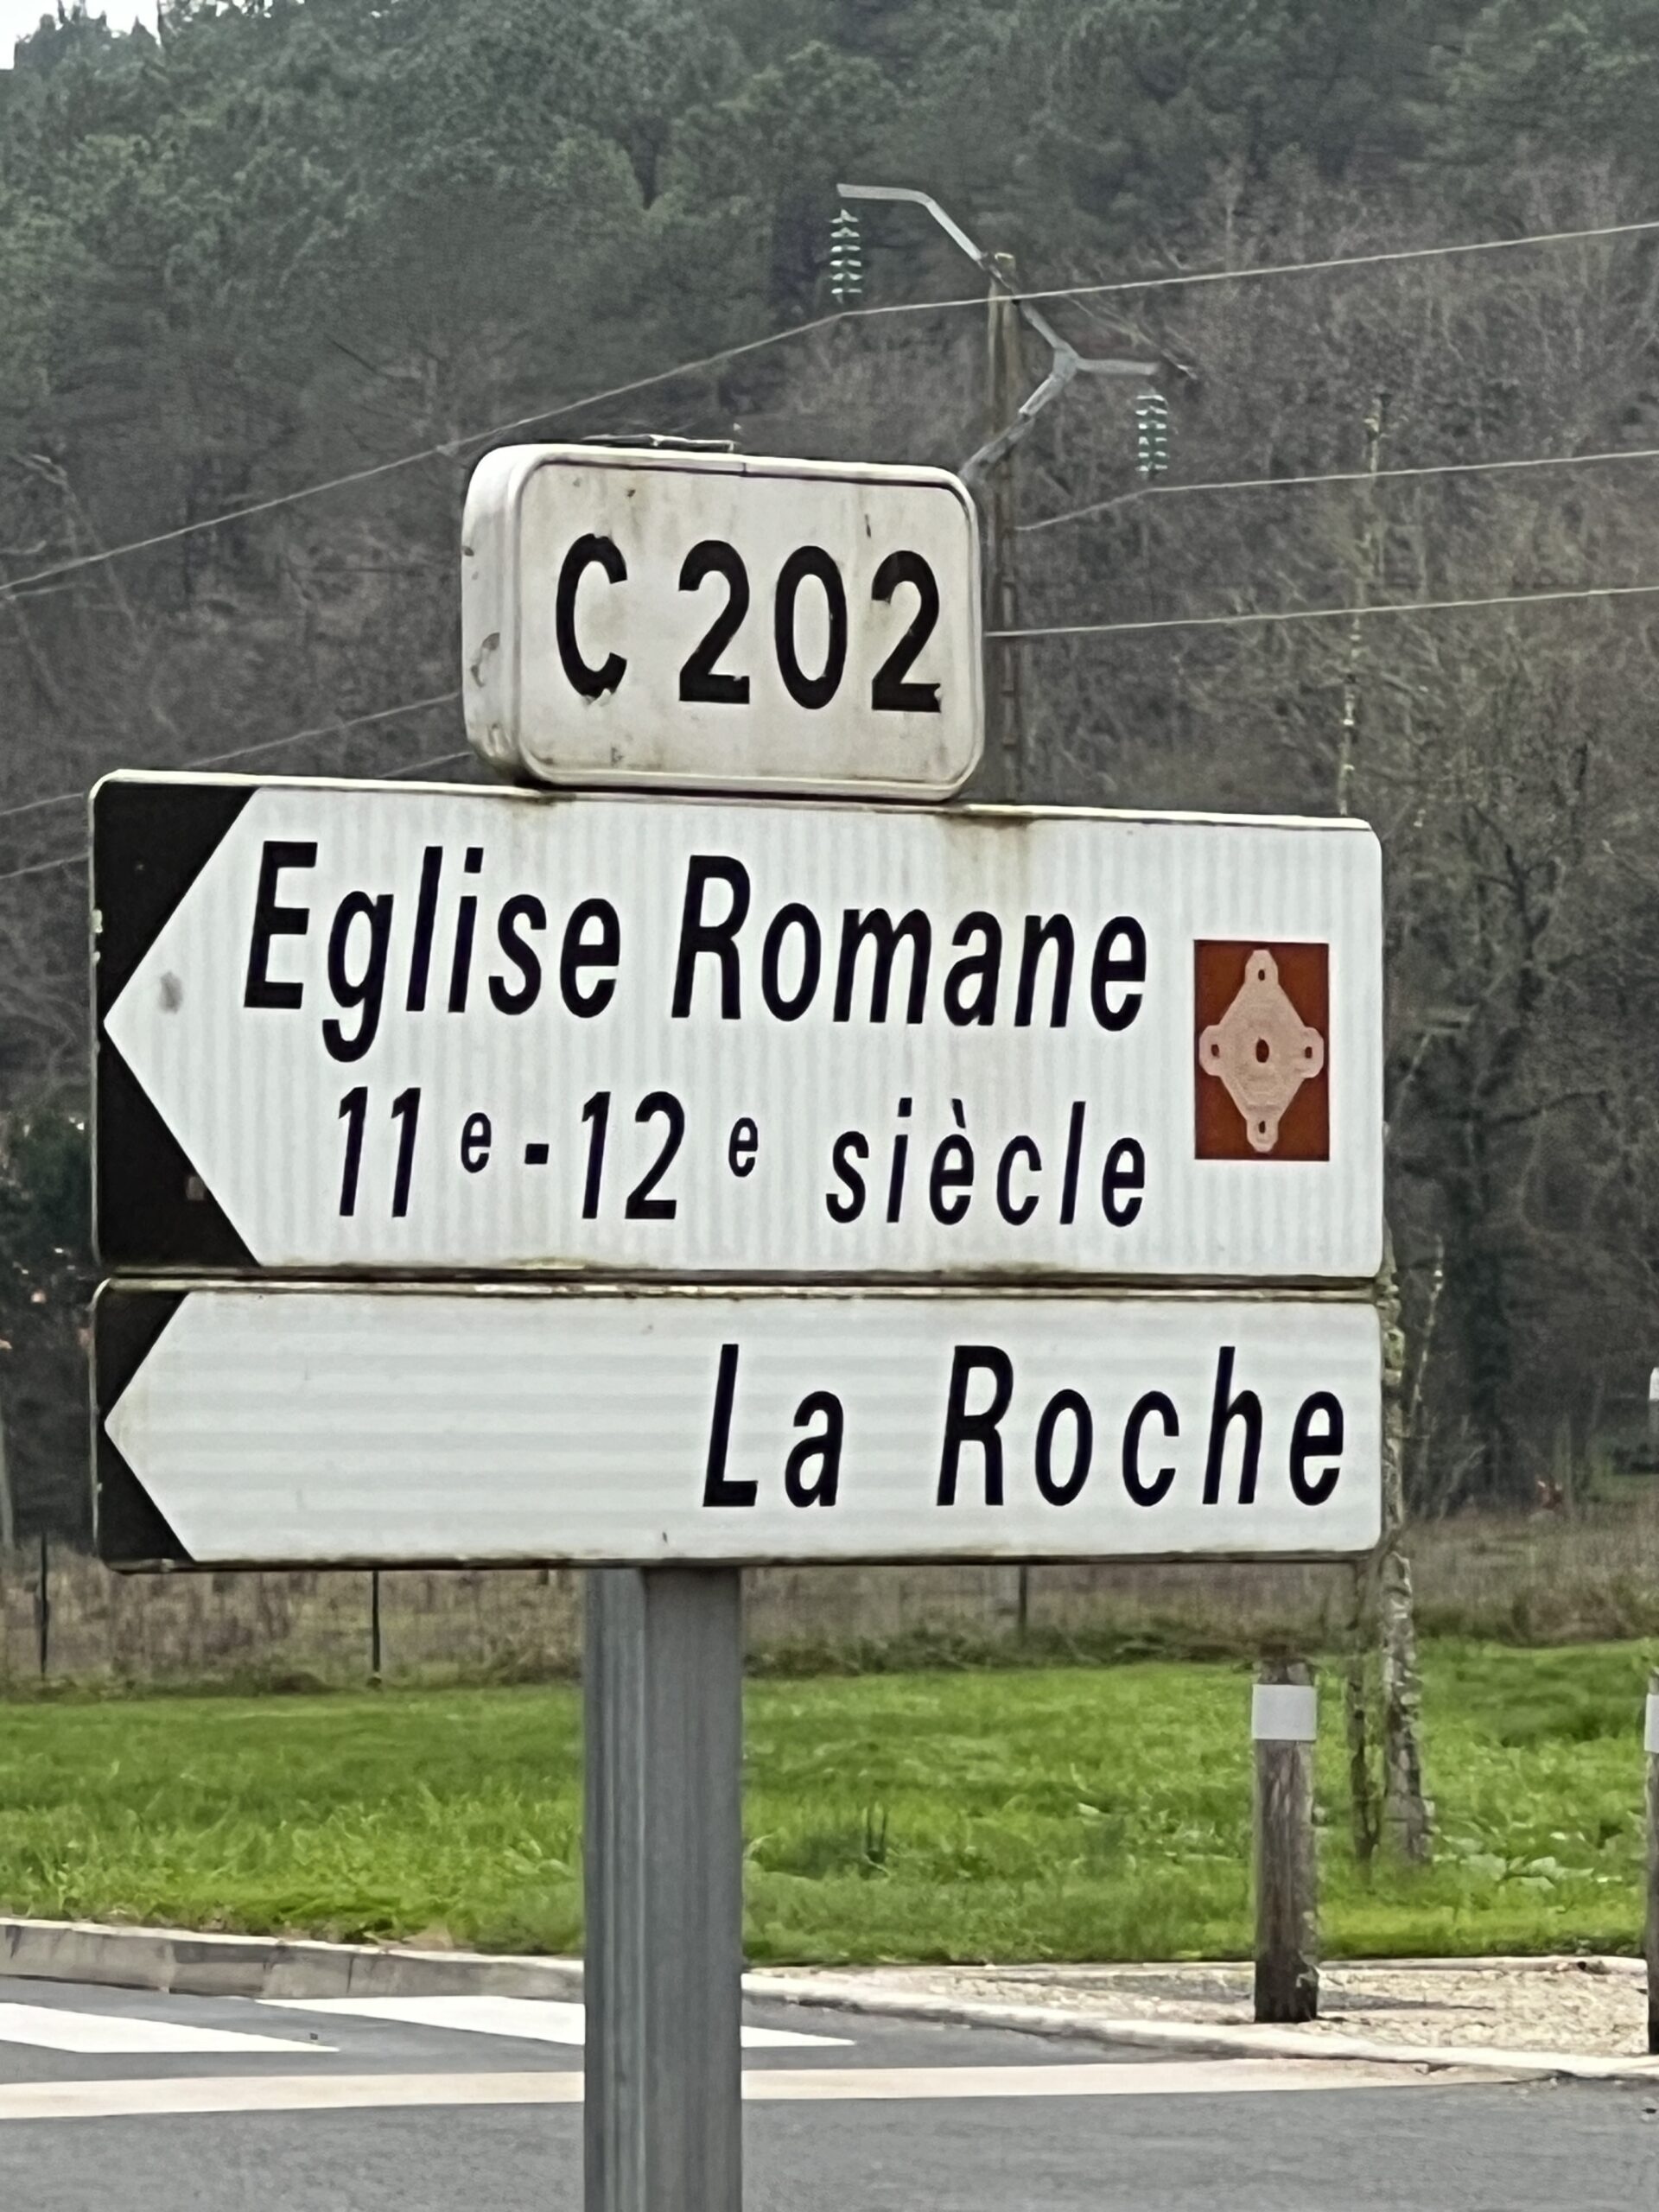 C 202
Eglise Romane
11e-12e siècle
La Roche